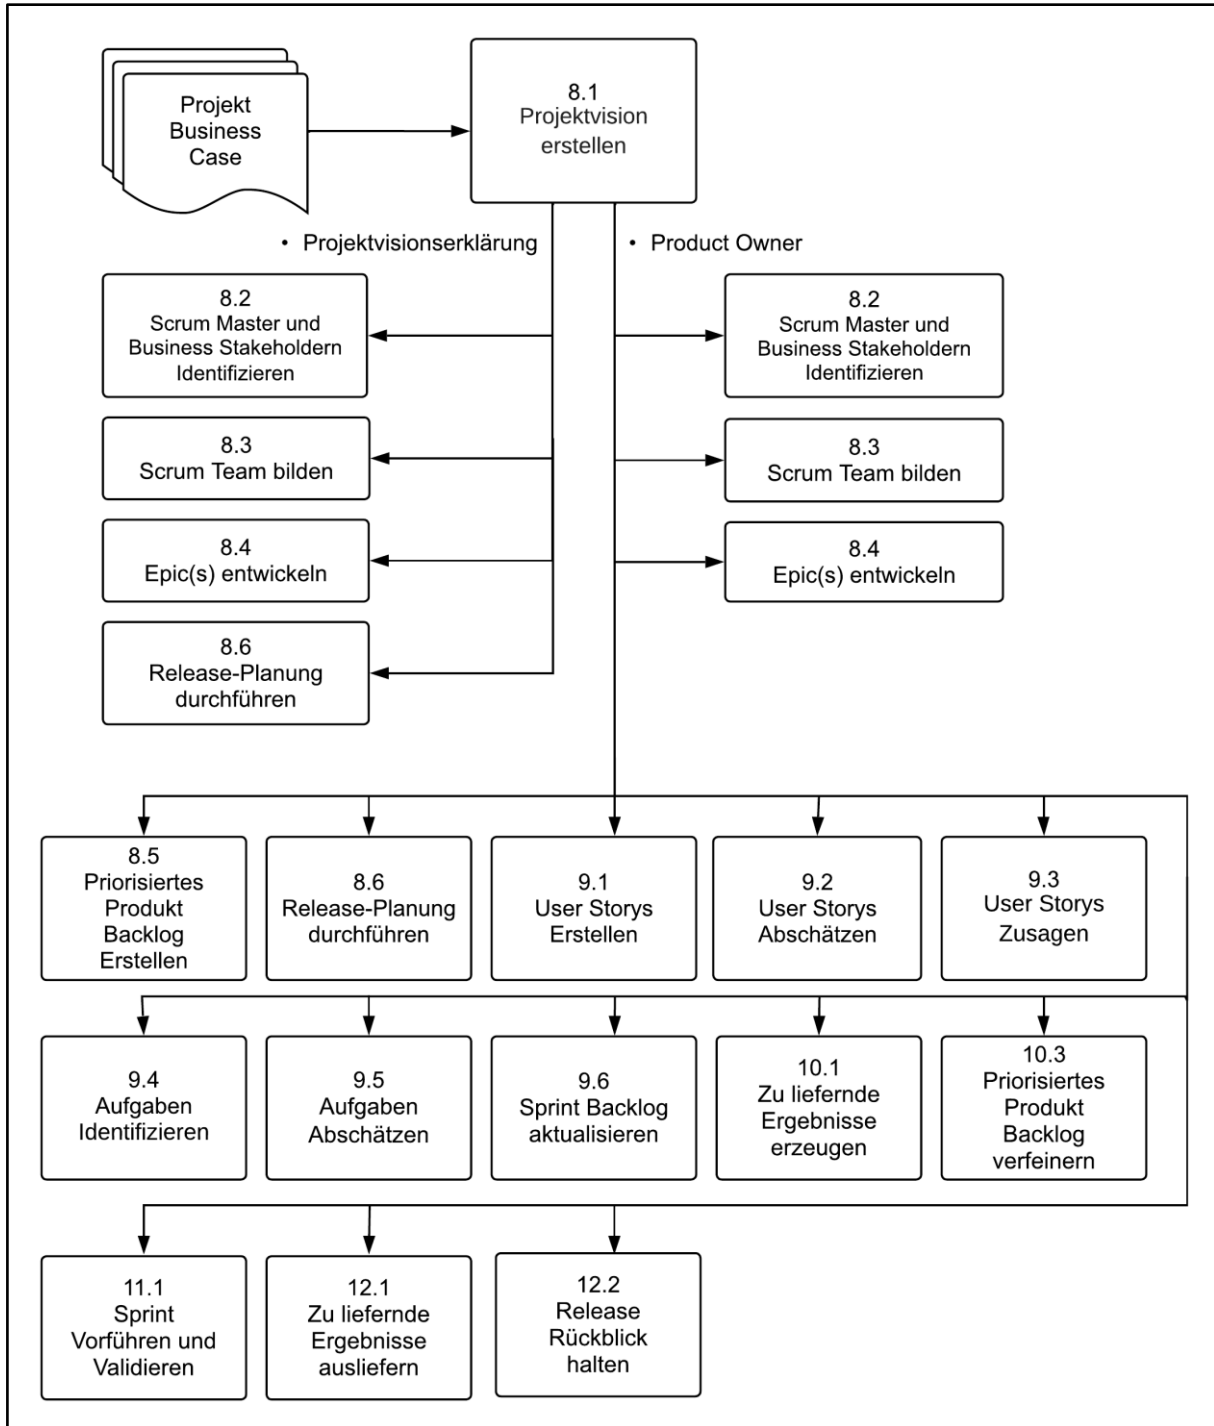 Projekt
Business
Case
8.1
Projektvision
erstellen
• Projektvisionserklärung
• Product Owner
8.2
Scrum Master und
Business Stakeholdern
Identifizieren
8.2
Scrum Master und
Business Stakeholdern
Identifizieren
8.3
Scrum Team bilden
8.3
Scrum Team bilden
8.4
Epic(s) entwickeln
8.4
Epic(s) entwickeln
8.6
Release-Planung
durchführen
8.5
Priorisiertes
Produkt
Backlog
Erstellen
8.6
Release-Planung
durchführen
9.1
User Storys
Erstellen
9.2
User Storys
Abschätzen
9.3
User Storys
Zusagen
9.4
Aufgaben
Identifizieren
9.5
Aufgaben
Abschätzen
9.6
Sprint Backlog
aktualisieren
10.1
Zu liefernde
Ergebnisse
erzeugen
10.3
Priorisiertes
Produkt
Backlog
verfeinern
11.1
Sprint
Vorführen und
Validieren
12.1
Zu liefernde
Ergebnisse
ausliefern
12.2
Release
Rückblick
halten